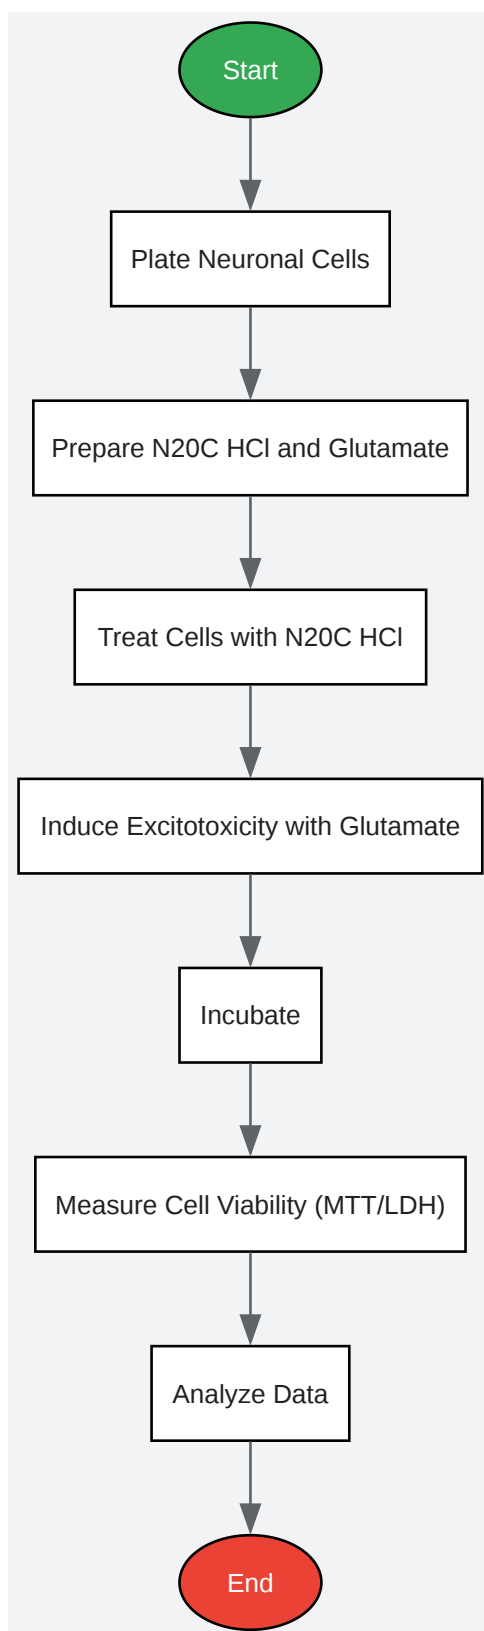 Start
Plate Neuronal Cells
Prepare N20C HCl and Glutamate
Treat Cells with N20C HCl
Induce Excitotoxicity with Glutamate
Incubate
Measure Cell Viability (MTT/LDH)
Analyze Data
End